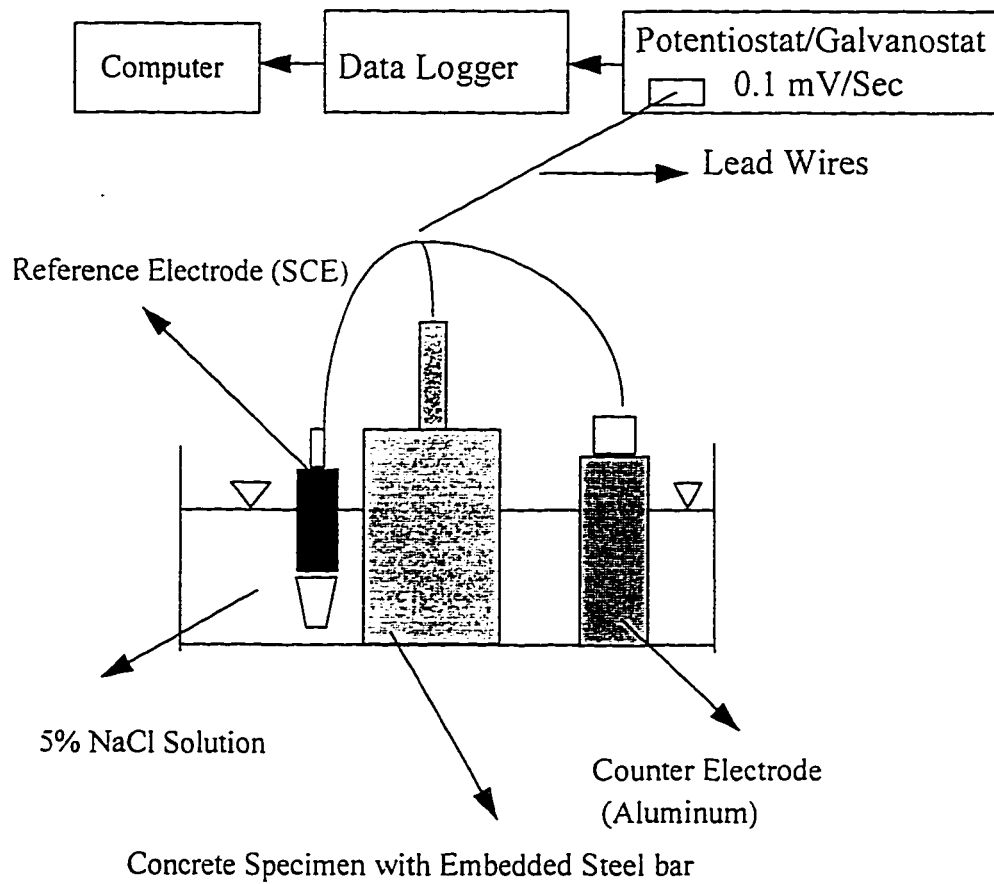 Computer
Data Logger
Potentiostat/Galvanostat
0.1 mV/Sec
Lead Wires
Reference Electrode (SCE)
5% NaCl Solution
Counter Electrode
(Aluminum)
Concrete Specimen with Embedded Steel bar